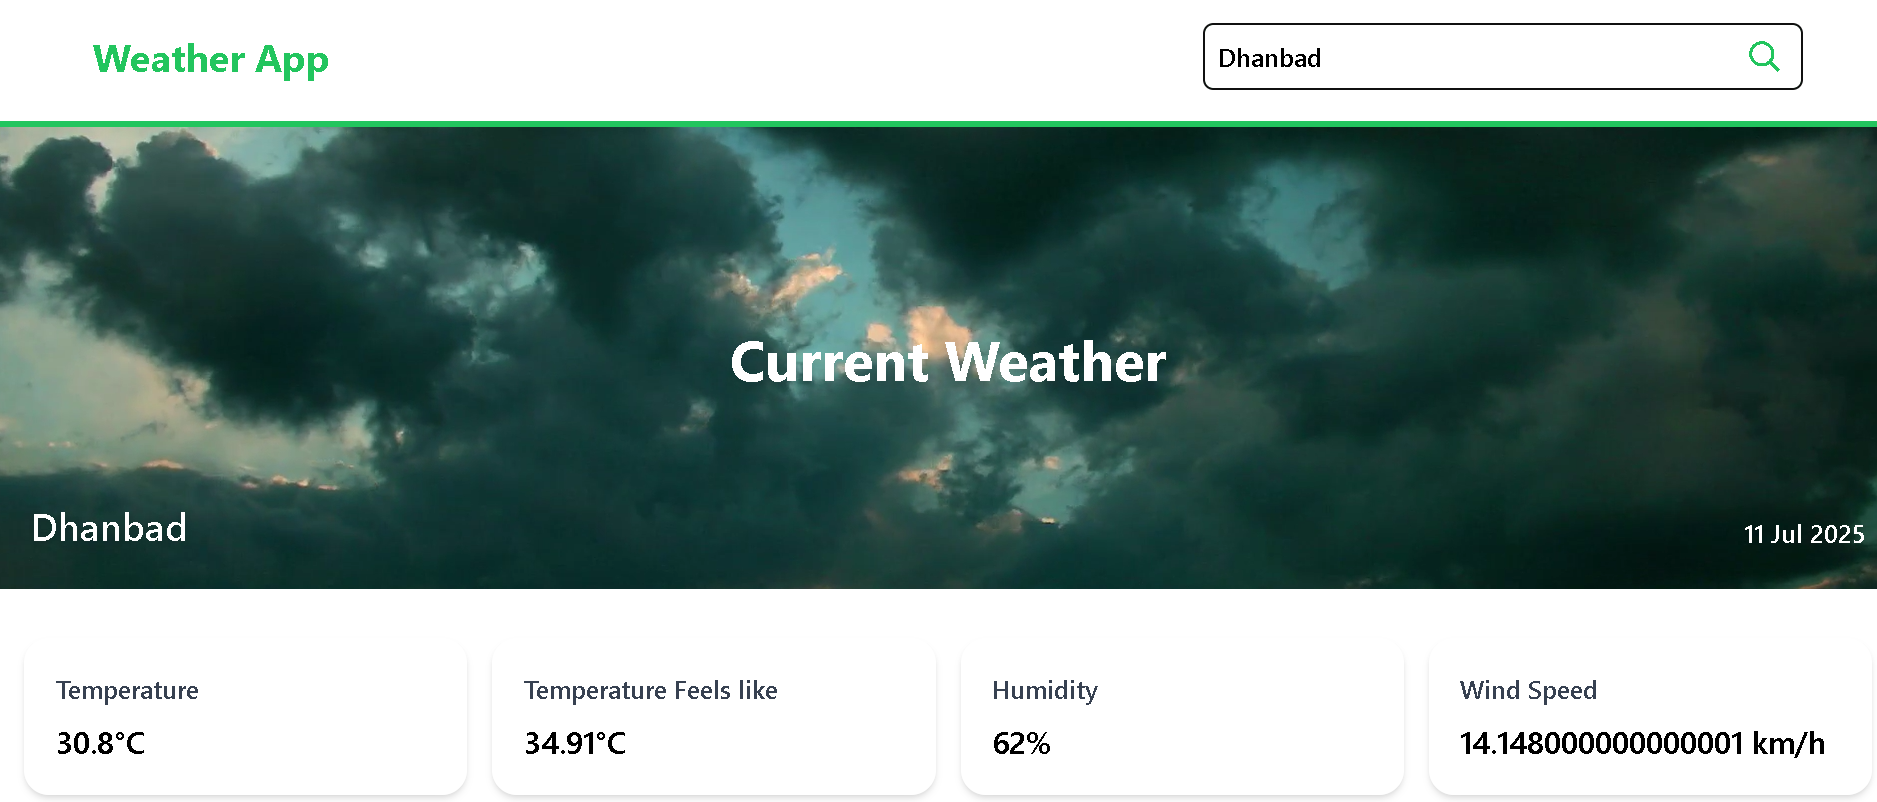 Weather App
Dhanbad
Current Weather
Dhanbad
11 Jul 2025
Temperature
30.8°C
Temperature Feels like
34.91°C
Humidity
62%
Wind Speed
14.148000000000001 km/h